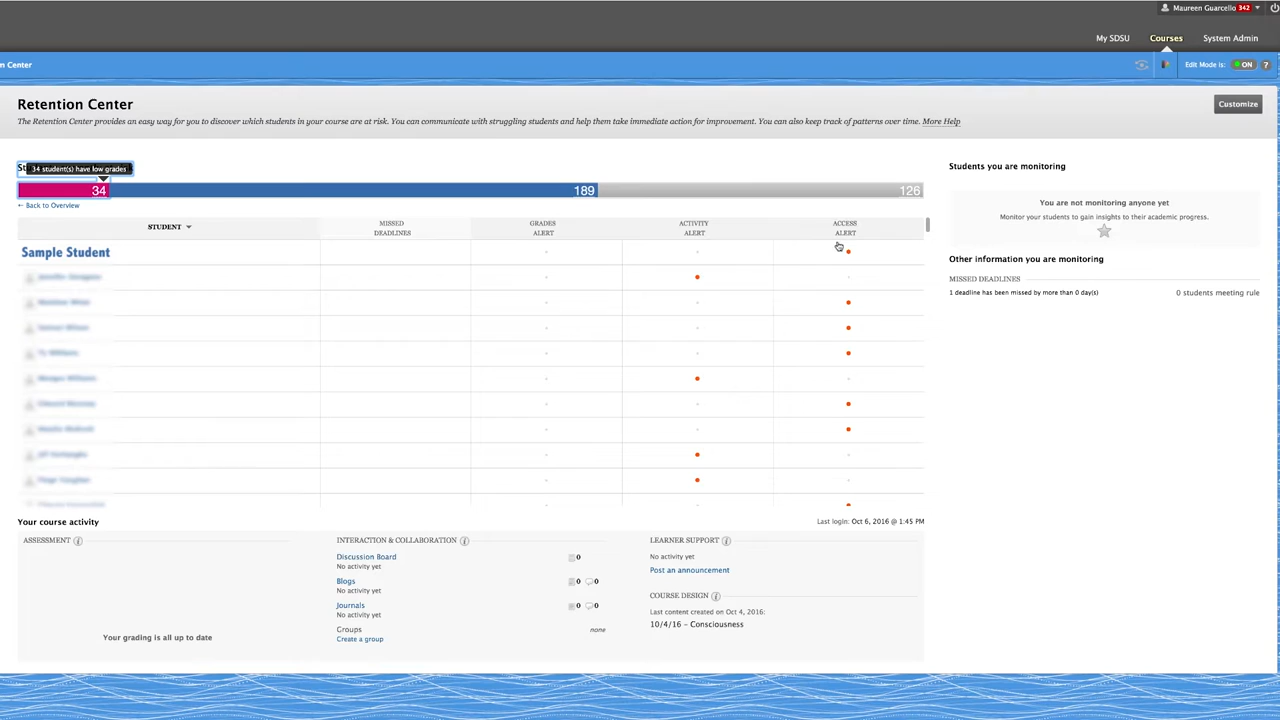 Maureen Guarcello 342
My SDSU Courses System Admin
n Center
Edit Mode is: ON ?
Retention Center
Customize
The Retention Center provides an easy way for you to discover which students in your course are at risk. You can communicate with struggling students and help them take immediate action for improvement. You can also keep track of patterns over time. More Help
34 student(s) have low grades
34 189 126
← Back to Overview
STUDENT
MISSED
DEADLINES
GRADES
ALERT
ACTIVITY
ALERT
ACCESS
ALERT
Sample Student
Students you are monitoring
You are not monitoring anyone yet
Monitor your students to gain insights to their academic progress.
Other information you are monitoring
MISSED DEADLINES
1 deadline has been missed by more than 0 day(s) 0 students meeting rule
Your course activity
Last login: Oct 6, 2016 @ 1:45 PM
ASSESSMENT i
Your grading is all up to date
INTERACTION & COLLABORATION i
Discussion Board 0
No activity yet
Blogs 0 0
No activity yet
Journals 0 0
No activity yet
Groups none
Create a group
LEARNER SUPPORT i
No activity yet
Post an announcement
COURSE DESIGN i
Last content created on Oct 4, 2016:
10/4/16 - Consciousness